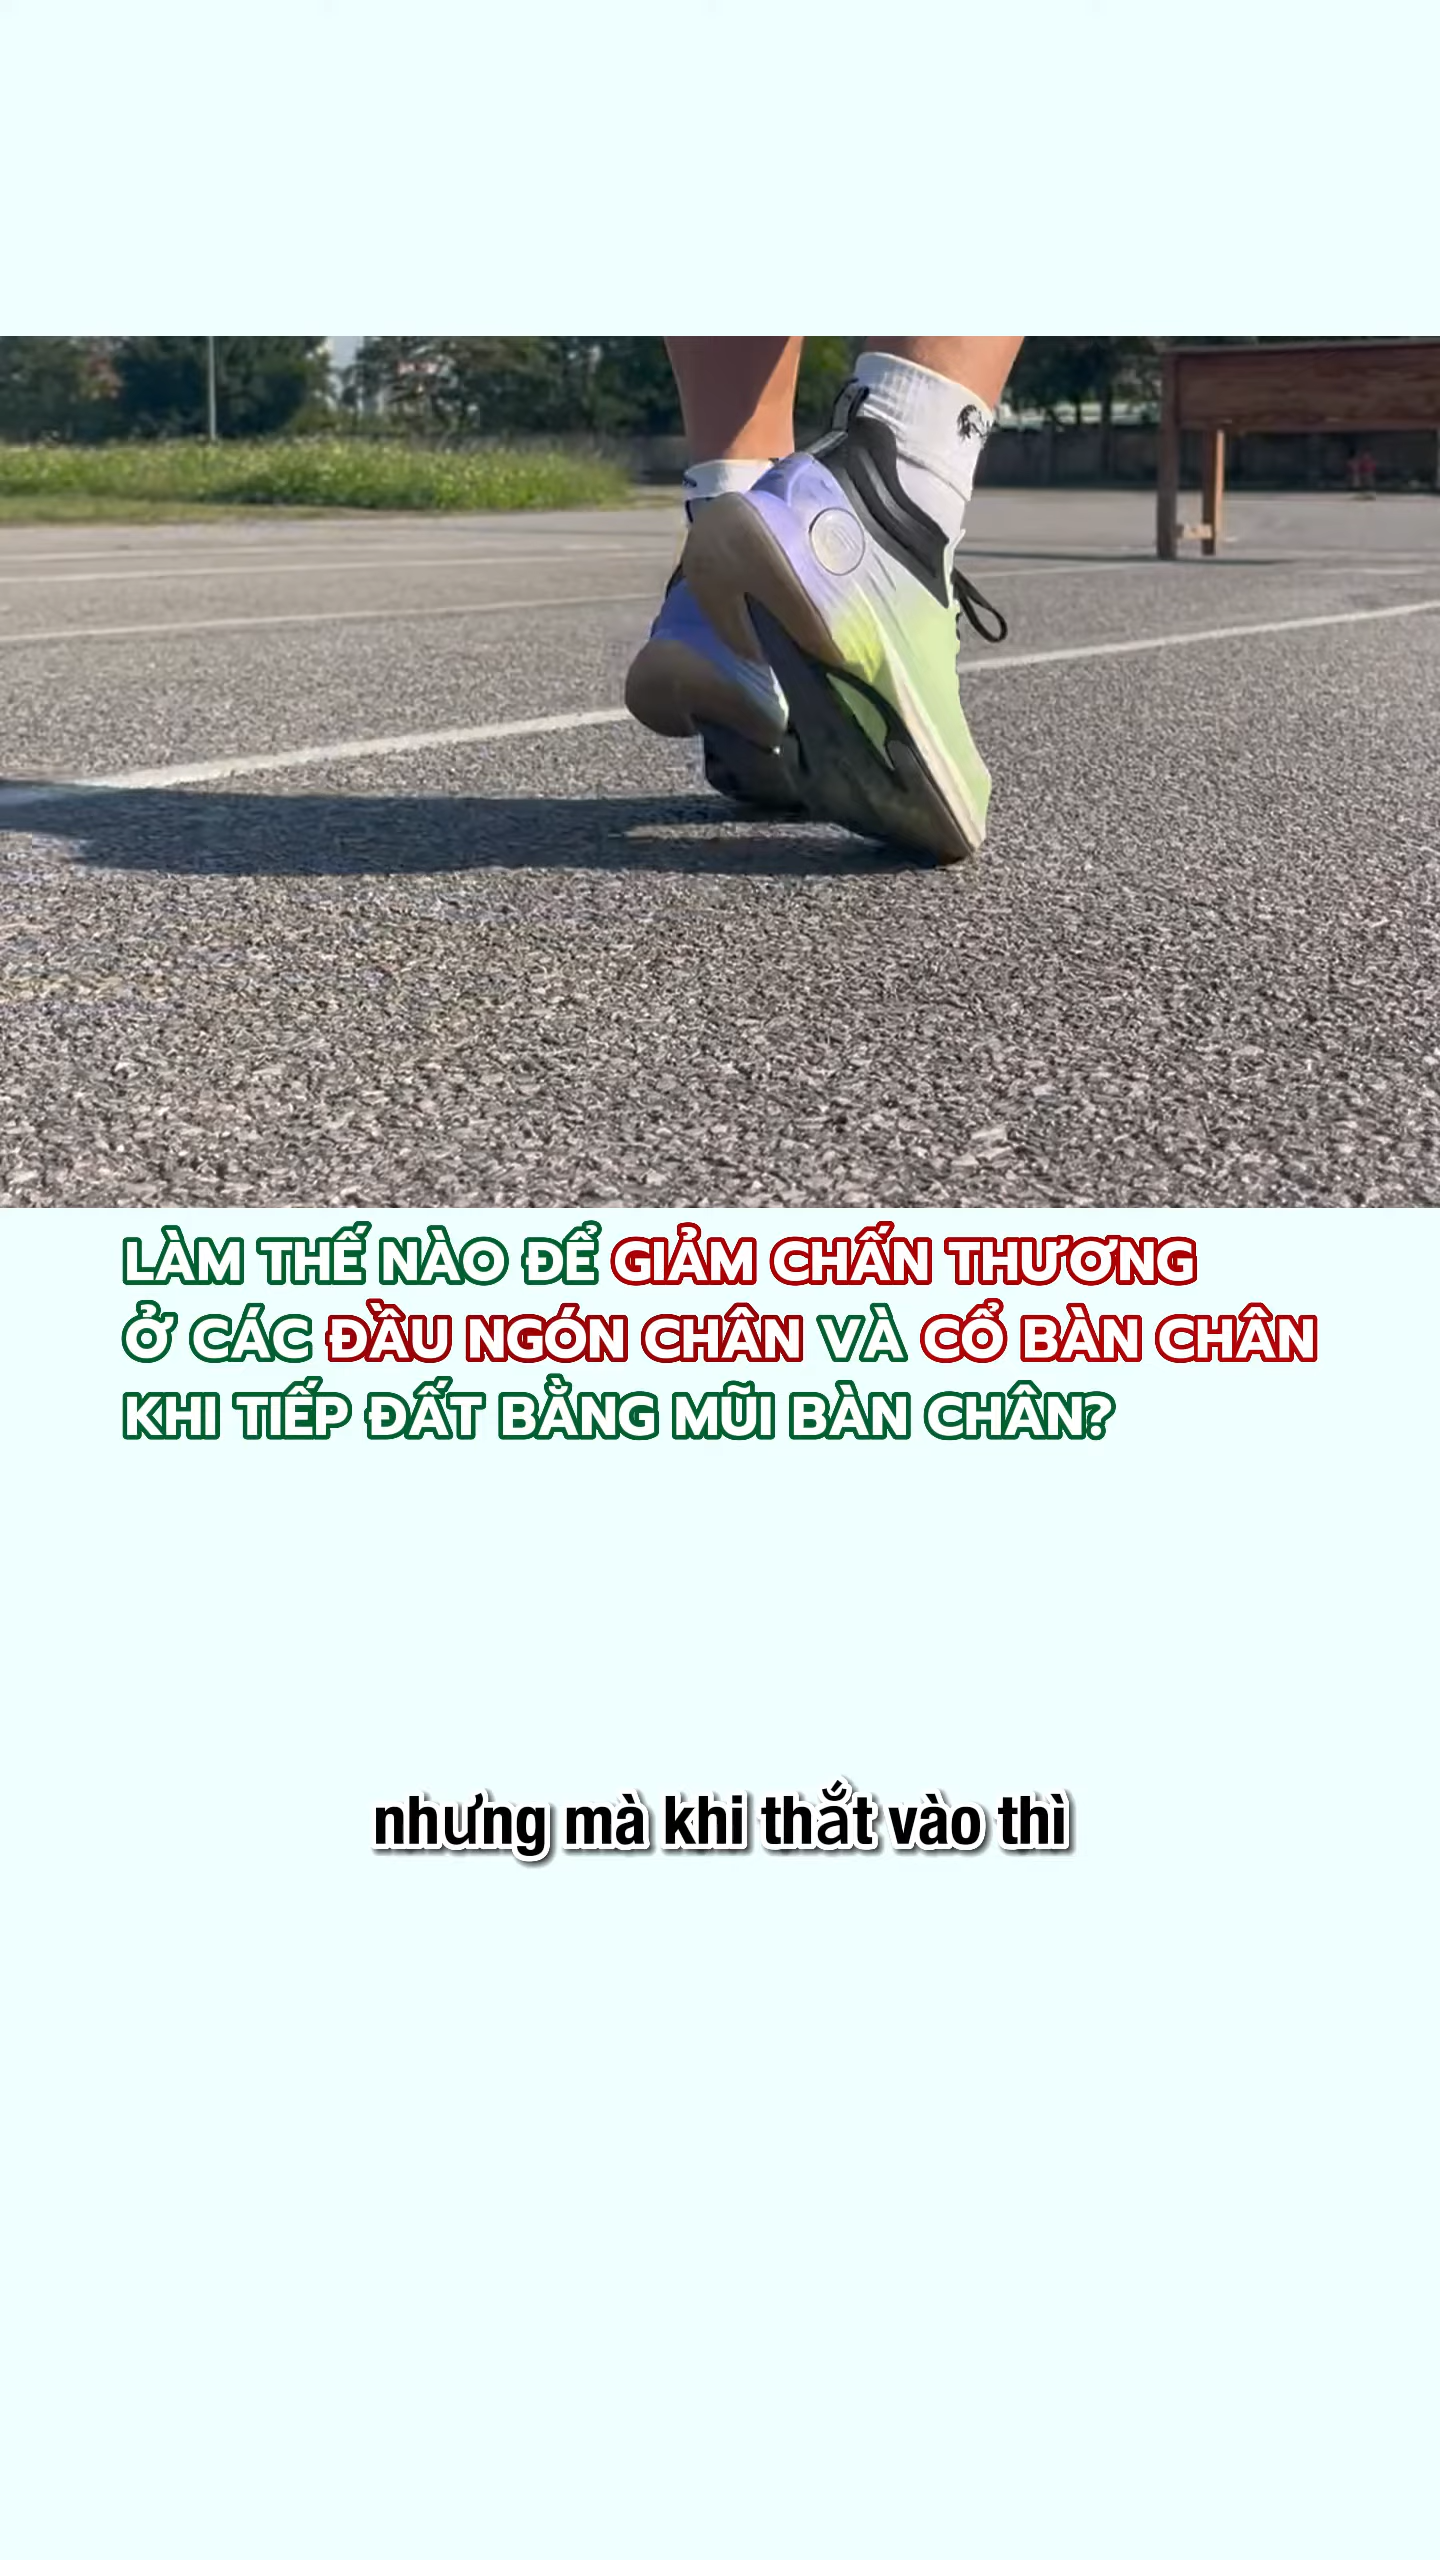 LÀM THẾ NÀO ĐỂ GIẢM CHẤN THƯƠNG
Ở CÁC ĐẦU NGÓN CHÂN VÀ CỔ BÀN CHÂN
KHI TIẾP ĐẤT BẰNG MŨI BÀN CHÂN?
nhưng mà khi thắt vào thì